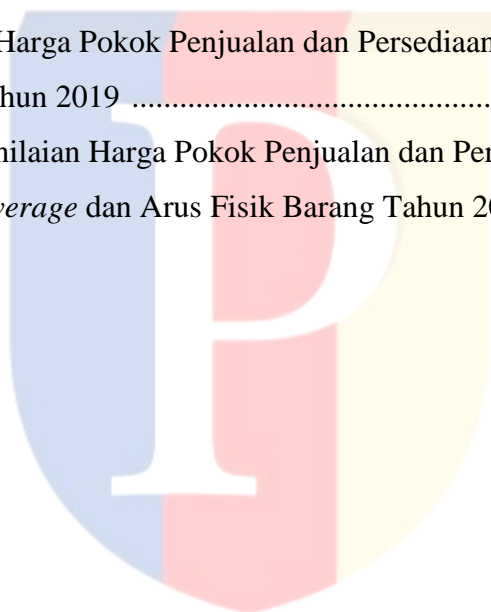 Harga Pokok Penjualan dan Persediaan
hun 2019 ..........................................
nilaian Harga Pokok Penjualan dan Per
verage dan Arus Fisik Barang Tahun 20
P